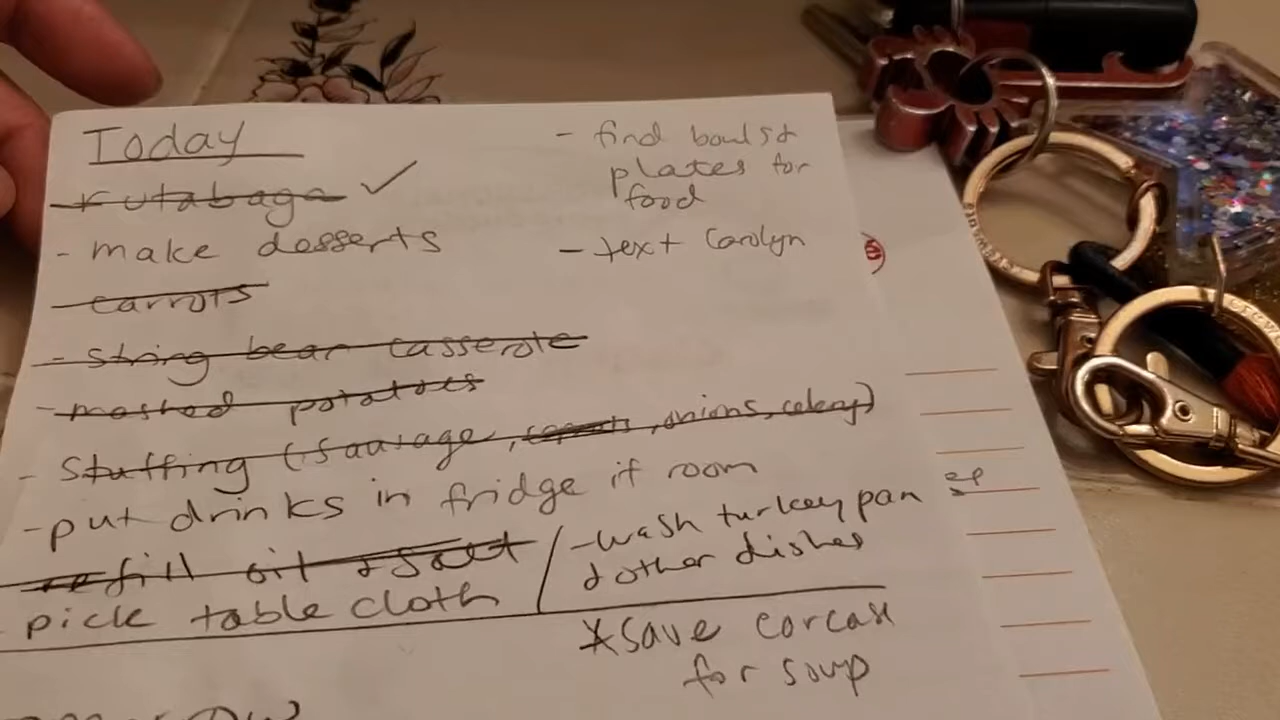 Today
rutabaga ✓
- make desserts
- carrots
- string bean casserole
- mashed potatoes
- Stuffing (sausage, carrots, onions, celery)
- put drinks in fridge if room
- refill oil & salt
- pick table cloth
- find bowls &
plates for
food
- text Carolyn
- wash turkey pan
& other dishes
*save carcass
for soup